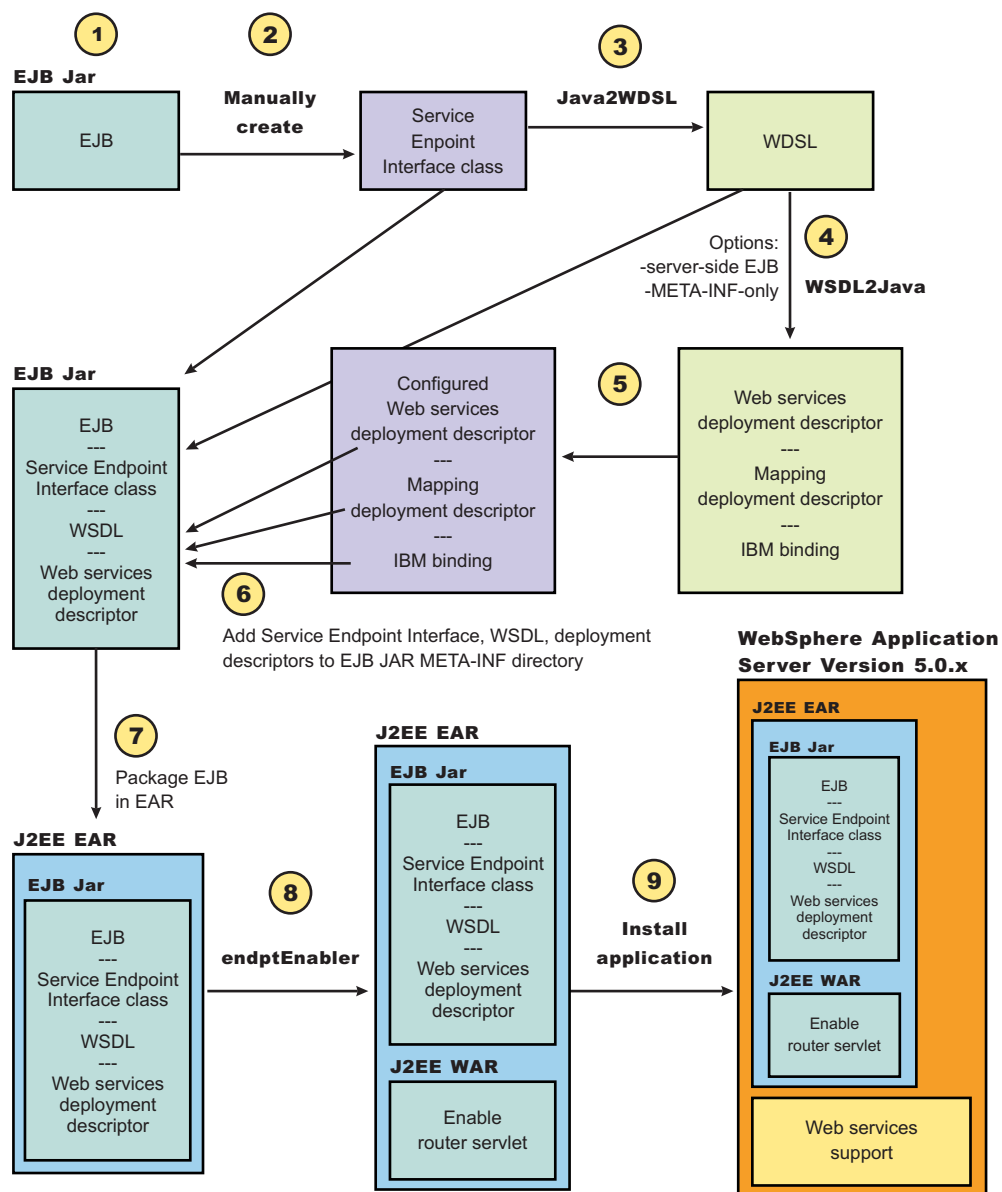 1
EJB Jar
EJB
2
Manually
create
Service
Enpoint
Interface class
3
Java2WDSL
WDSL
Options:
-server-side EJB
-META-INF-only
4
WSDL2Java
Web services
deployment descriptor
---
Mapping
deployment descriptor
---
IBM binding
5
Configured
Web services
deployment descriptor
---
Mapping
deployment descriptor
---
IBM binding
EJB Jar
EJB
---
Service Endpoint
Interface class
---
WSDL
---
Web services
deployment
descriptor
6
Add Service Endpoint Interface, WSDL, deployment
descriptors to EJB JAR META-INF directory
7
Package EJB
in EAR
J2EE EAR
EJB Jar
EJB
---
Service Endpoint
Interface class
---
WSDL
---
Web services
deployment
descriptor
8
endptEnabler
J2EE EAR
EJB Jar
EJB
---
Service Endpoint
Interface class
---
WSDL
---
Web services
deployment
descriptor
J2EE WAR
Enable
router servlet
9
Install
application
WebSphere Application
Server Version 5.0.x
J2EE EAR
EJB Jar
EJB
---
Service Endpoint
Interface class
---
WSDL
---
Web services
deployment
descriptor
J2EE WAR
Enable
router servlet
Web services
support